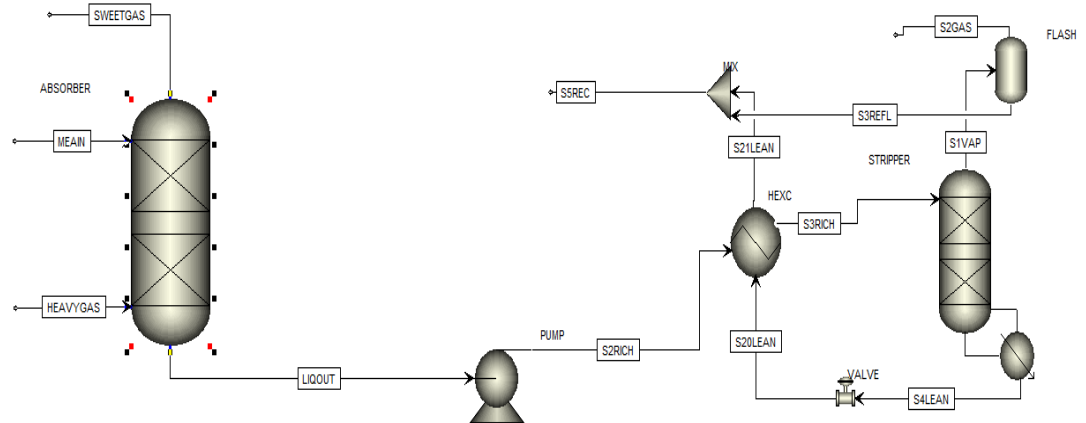 SWEETGAS
S2GAS
FLASH
MIX
ABSORBER
S5REC
S3REFL
MEAIN
S21LEAN
S1VAP
STRIPPER
HEXC
S3RICH
HEAVYGAS
PUMP
S2RICH
S20LEAN
VALVE
LIQOUT
S4LEAN